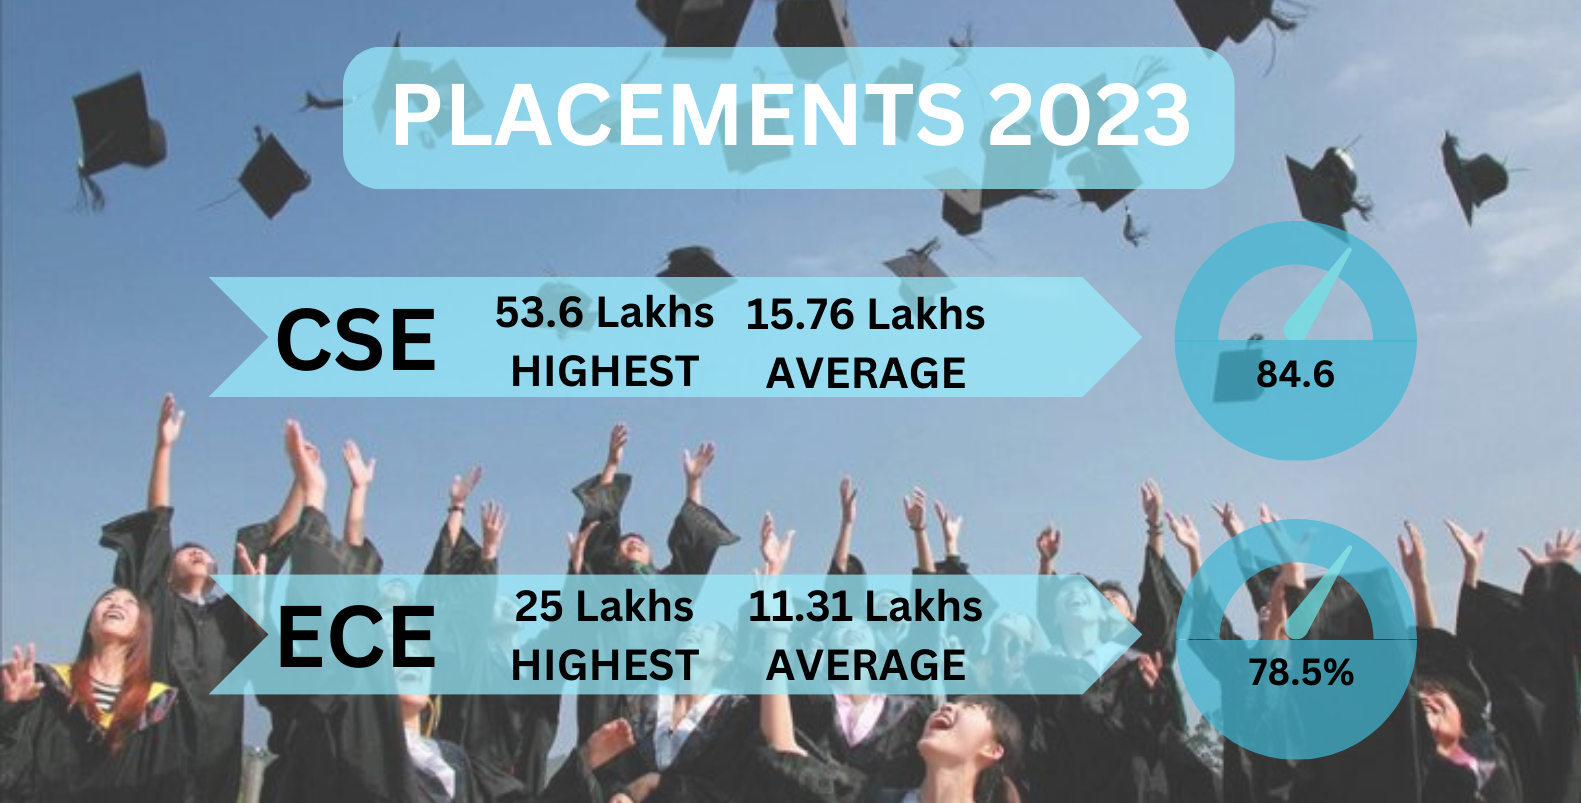 PLACEMENTS 2023
CSE
53.6 Lakhs
HIGHEST
15.76 Lakhs
AVERAGE
84.6
ECE
25 Lakhs
HIGHEST
11.31 Lakhs
AVERAGE
78.5%